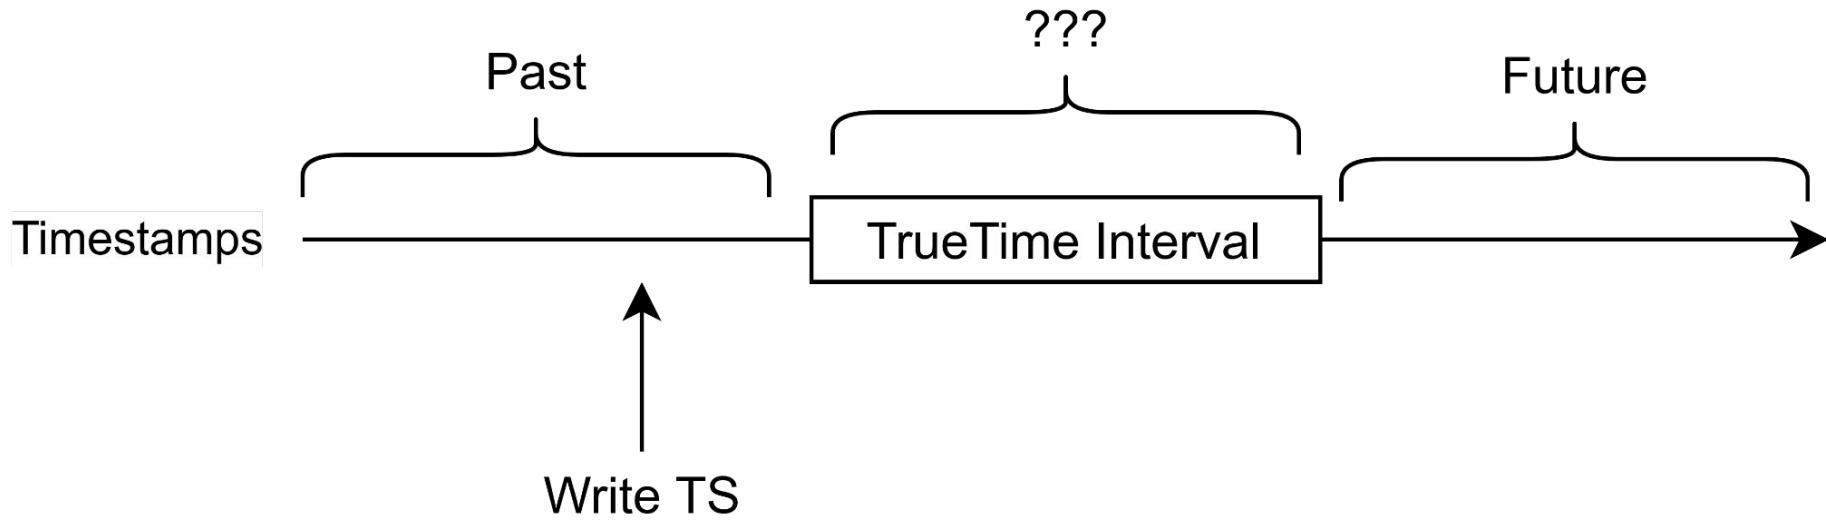 ???
Past
Future
Timestamps
TrueTime Interval
Write TS